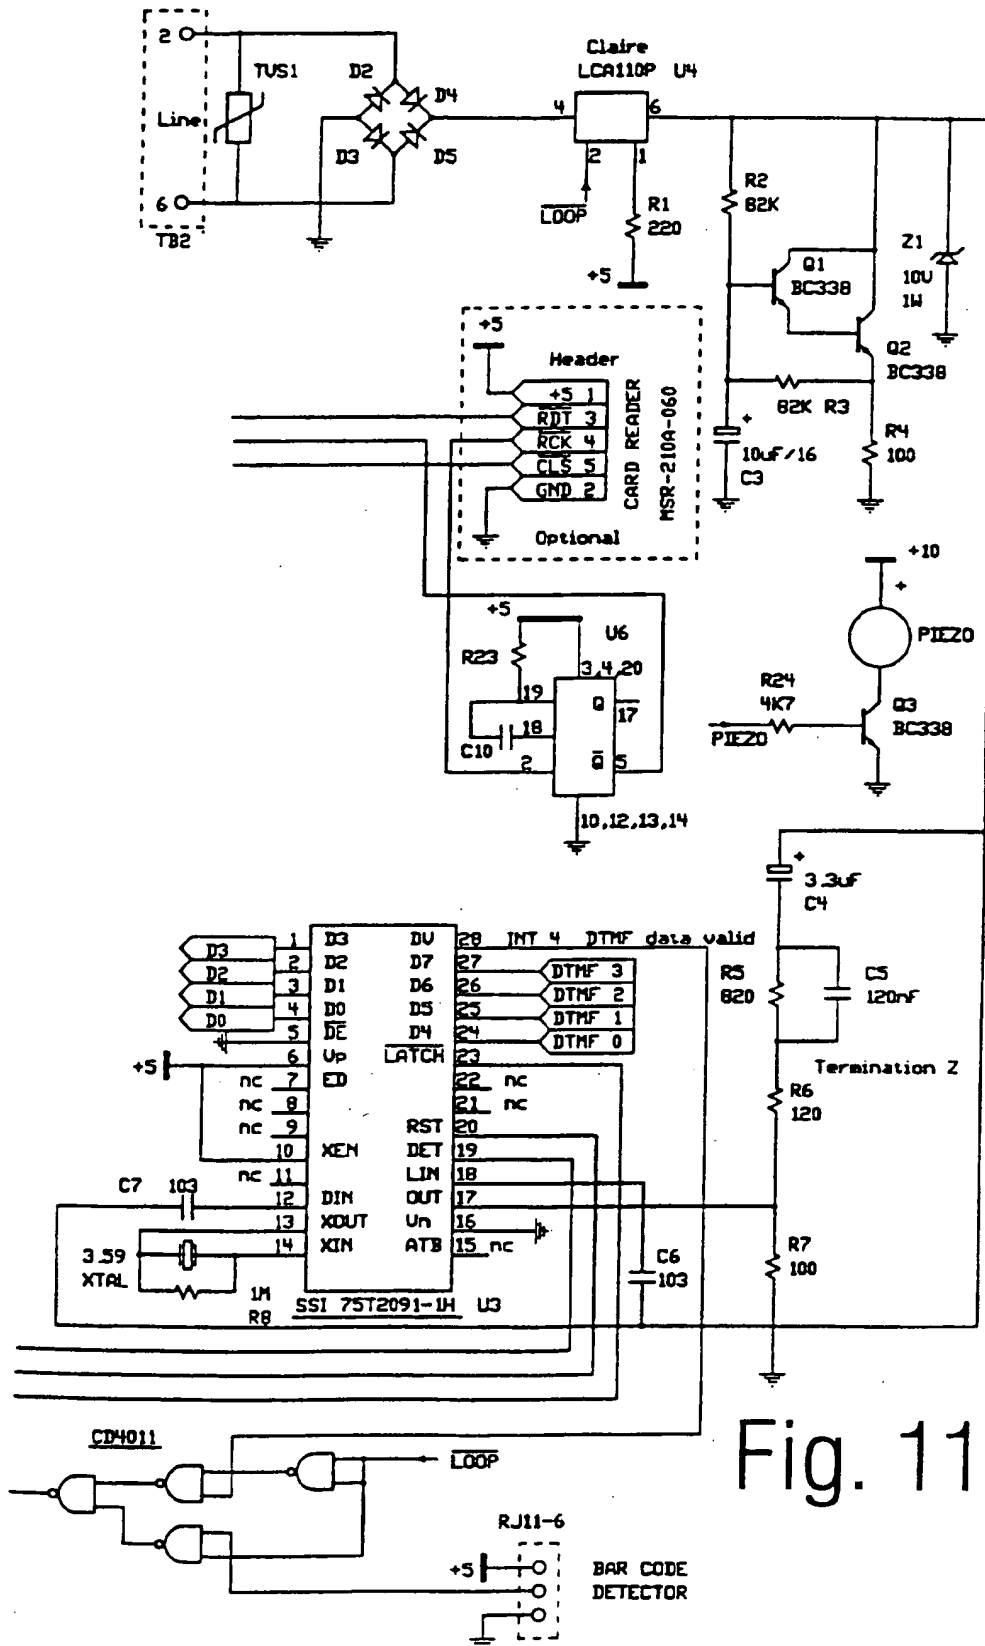 2
TVS1
Line
6
TB2
D2
D4
D3
D5
Claire
LCA110P U4
4
6
2
1
LOOP
R1
220
+5
R2
82K
Q1
BC338
Z1
10V
1W
Q2
BC338
82K R3
+
10uF/16
C3
R4
100
+5
Header
+5 1
RDT 3
RCK 4
CLS 5
GND 2
CARD READER
MSR-210A-060
Optional
+10
+
PIEZO
R24
4K7
PIEZO
Q3
BC338
+5
U6
R23
3,4,20
19
Q
17
18
C10
2
Q
5
10,12,13,14
+
3.3uF
C4
R5
820
C5
120nF
Termination Z
R6
120
R7
100
D3 1 D3 DV 28 INT 4 DTMF data valid
D2 2 D2 D7 27 DTMF 3
D1 3 D1 D6 26 DTMF 2
D0 4 D0 D5 25 DTMF 1
5 DE D4 24 DTMF 0
+5 6 Vp LATCH 23
nc 7 ED 22 nc
nc 8 21 nc
nc 9 RST 20
10 XEN DET 19
nc 11 LIN 18
C7 103 12 DIN OUT 17
13 XOUT Vn 16
14 XIN ATB 15 nc
3.59
XTAL
1M
R8
SSI 75T2091-1H U3
C6
103
CD4011
LOOP
Fig. 11
RJ11-6
+5
BAR CODE
DETECTOR